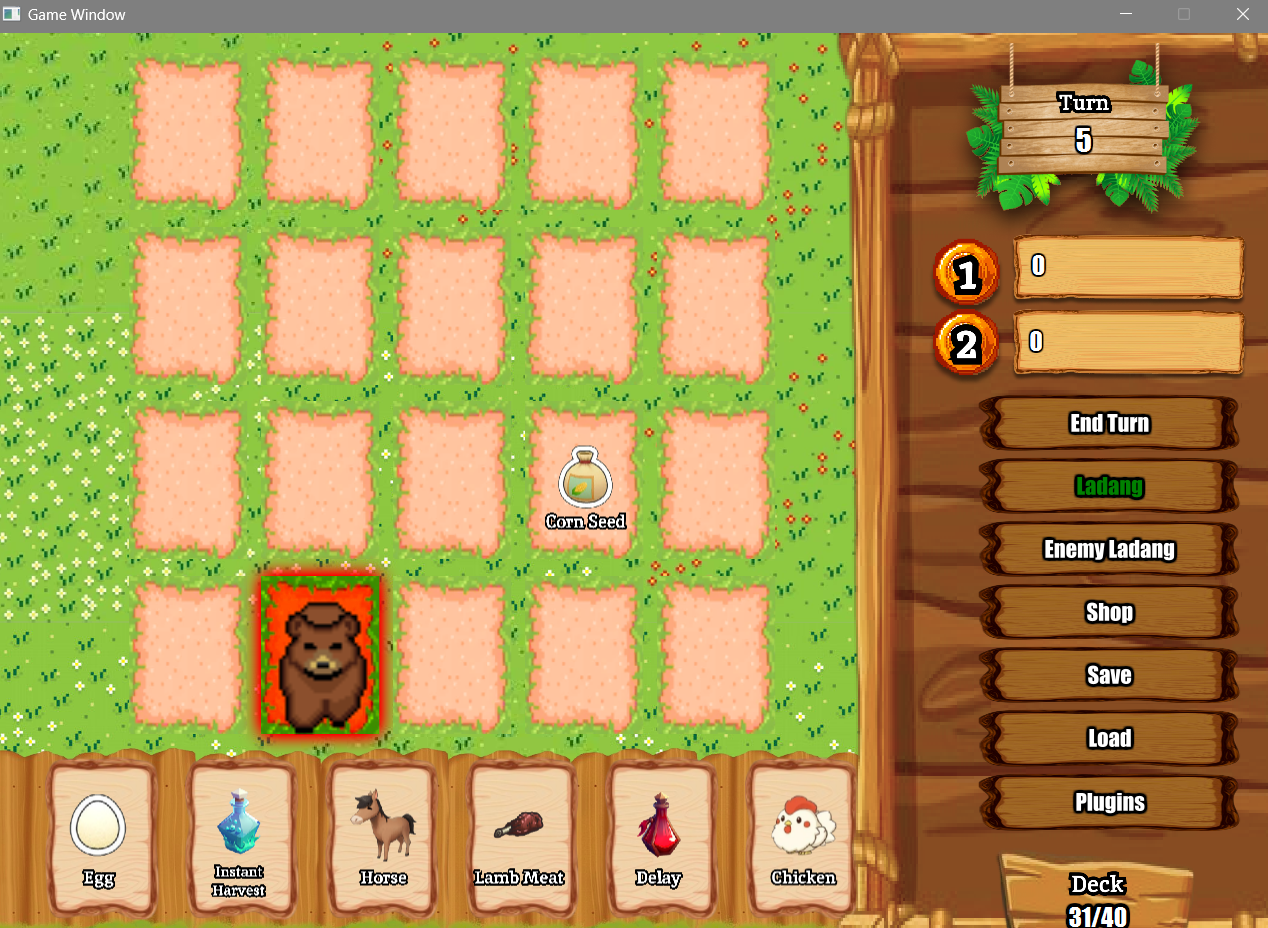 Game Window
Turn
5
1
0
2
0
End Turn
Ladang
Enemy Ladang
Shop
Save
Load
Plugins
Deck
31/40
Corn Seed
Egg
Instant
Harvest
Horse
Lamb Meat
Delay
Chicken